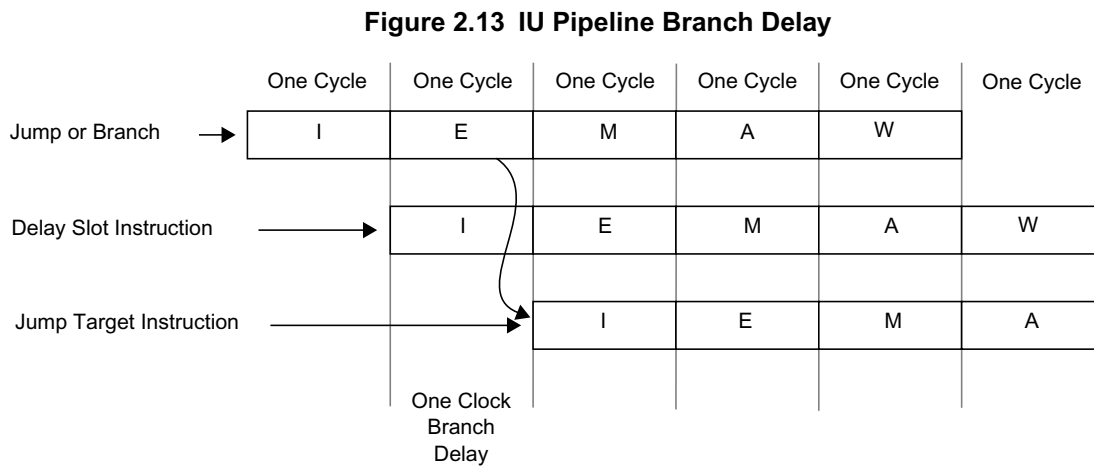 Figure 2.13 IU Pipeline Branch Delay
One Cycle One Cycle One Cycle One Cycle One Cycle One Cycle
Jump or Branch I E M A W
Delay Slot Instruction I E M A W
Jump Target Instruction I E M A
One Clock
Branch
Delay